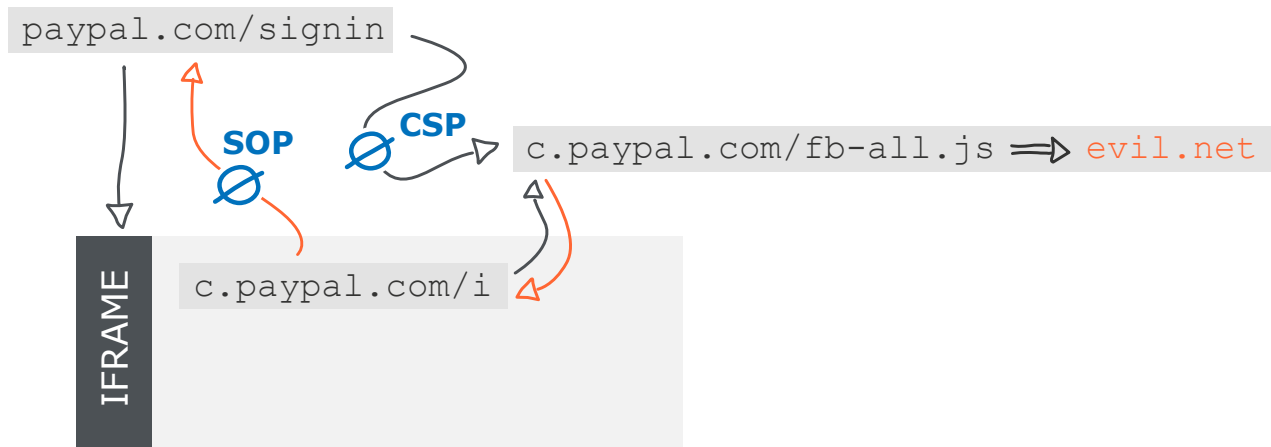 paypal.com/signin
SOP
CSP
c.paypal.com/fb-all.js
evil.net
IFRAME
c.paypal.com/i